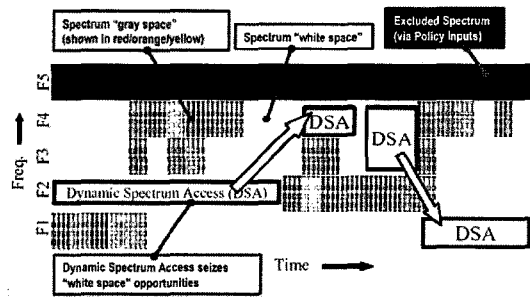 Spectrum "gray space"
(shown in red/orange/yellow)
Spectrum "white space"
Excluded Spectrum
(via Policy Inputs)
F5
F4
F3
F2
F1
Freq.
DSA
DSA
Dynamic Spectrum Access (DSA)
DSA
Dynamic Spectrum Access seizes
"white space" opportunities
Time